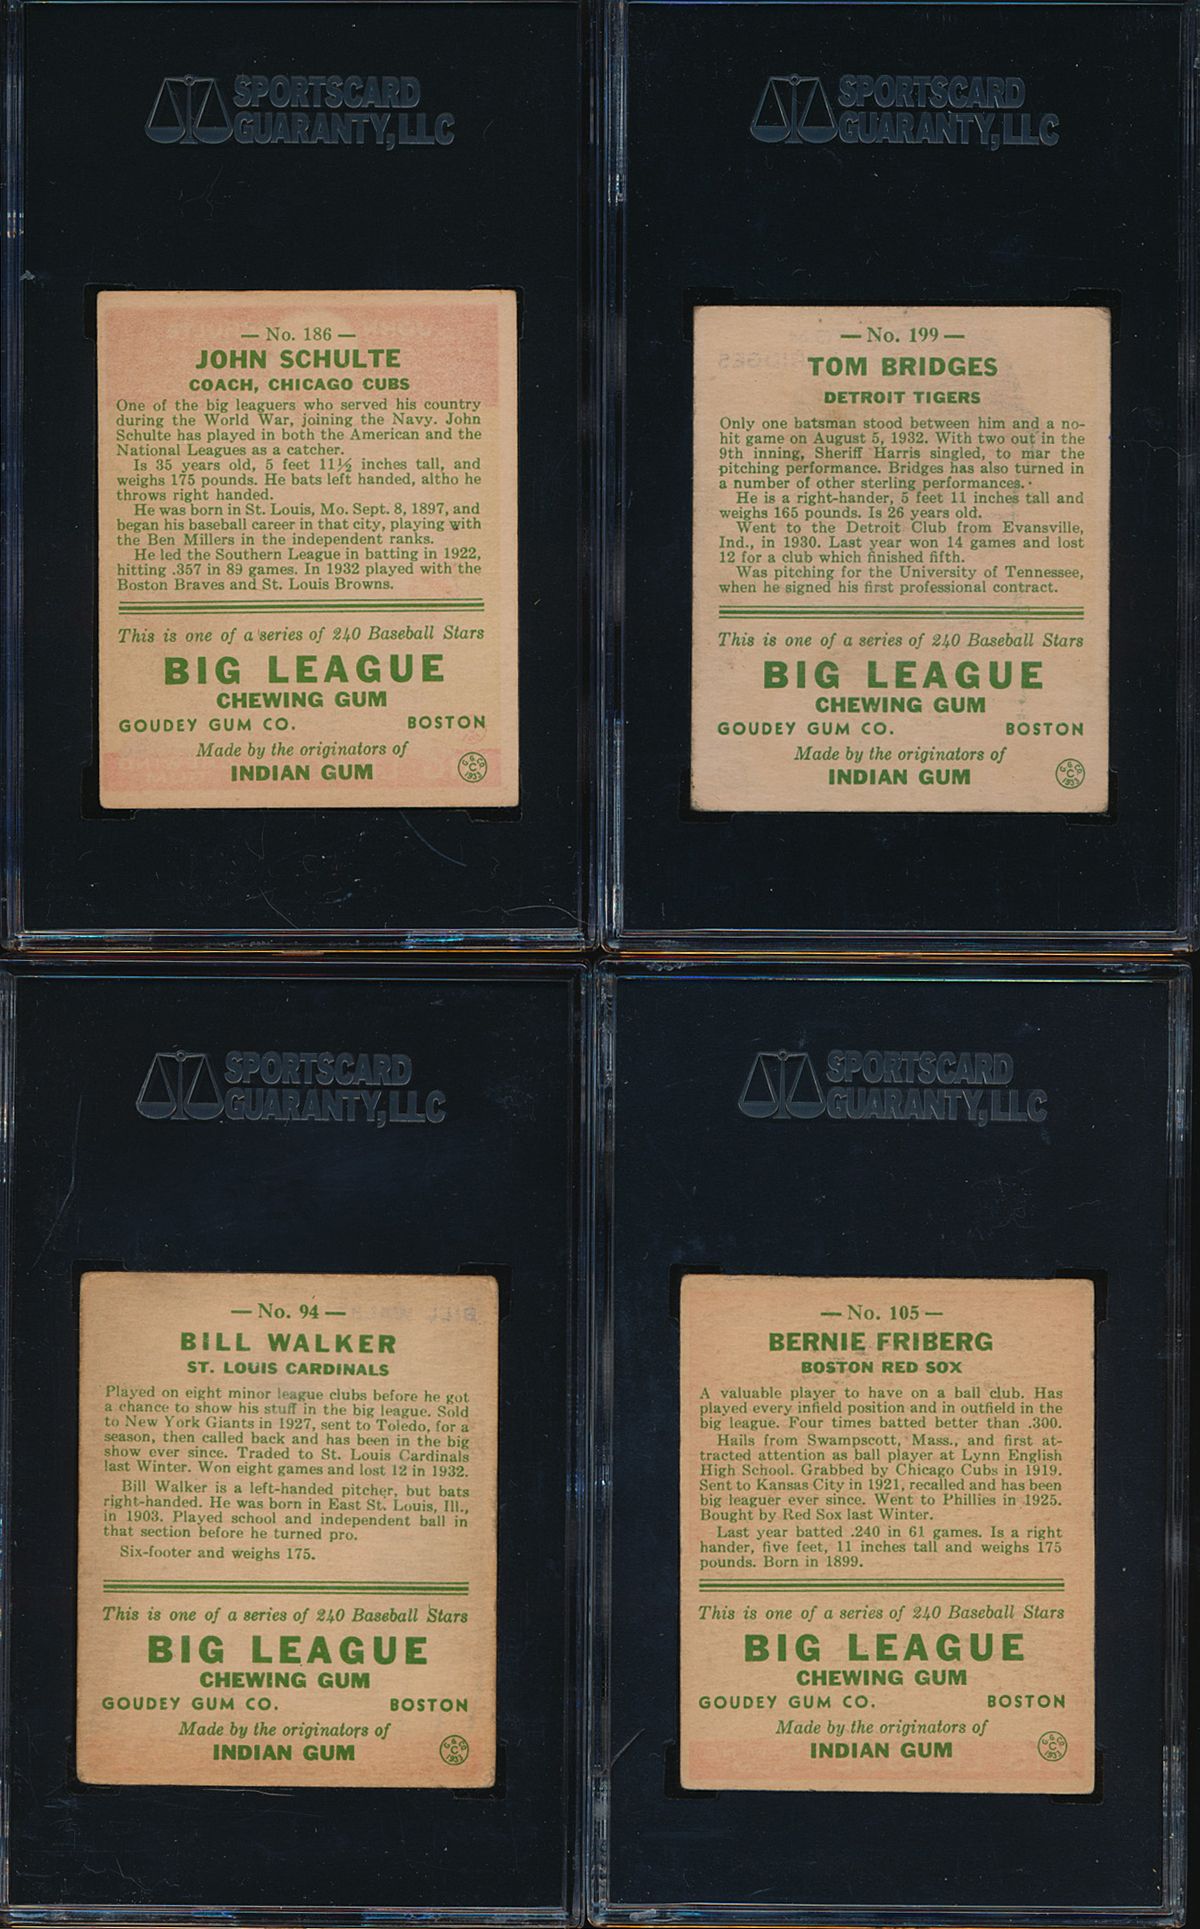 SPORTSCARD
GUARANTY, LLC
— No. 186 —
JOHN SCHULTE
COACH, CHICAGO CUBS
One of the big leaguers who served his country
during the World War, joining the Navy. John
Schulte has played in both the American and the
National Leagues as a catcher.
Is 35 years old, 5 feet 11½ inches tall, and
weighs 175 pounds. He bats left handed, altho he
throws right handed.
He was born in St. Louis, Mo. Sept. 8, 1897, and
began his baseball career in that city, playing with
the Ben Millers in the independent ranks.
He led the Southern League in batting in 1922,
hitting .357 in 89 games. In 1932 played with the
Boston Braves and St. Louis Browns.
This is one of a series of 240 Baseball Stars
BIG LEAGUE
CHEWING GUM
GOUDEY GUM CO. BOSTON
Made by the originators of
INDIAN GUM
G. G. CO.
C
1933
SPORTSCARD
GUARANTY, LLC
— No. 199 —
TOM BRIDGES
DETROIT TIGERS
Only one batsman stood between him and a no-
hit game on August 5, 1932. With two out in the
9th inning, Sheriff Harris singled, to mar the
pitching performance. Bridges has also turned in
a number of other sterling performances.
He is a right-hander, 5 feet 11 inches tall and
weighs 165 pounds. Is 26 years old.
Went to the Detroit Club from Evansville,
Ind., in 1930. Last year won 14 games and lost
12 for a club which finished fifth.
Was pitching for the University of Tennessee,
when he signed his first professional contract.
This is one of a series of 240 Baseball Stars
BIG LEAGUE
CHEWING GUM
GOUDEY GUM CO. BOSTON
Made by the originators of
INDIAN GUM
G. G. CO.
C
1933
SPORTSCARD
GUARANTY, LLC
— No. 94 —
BILL WALKER
ST. LOUIS CARDINALS
Played on eight minor league clubs before he got
a chance to show his stuff in the big league. Sold
to New York Giants in 1927, sent to Toledo, for a
season, then called back and has been in the big
show ever since. Traded to St. Louis Cardinals
last Winter. Won eight games and lost 12 in 1932.
Bill Walker is a left-handed pitcher, but bats
right-handed. He was born in East St. Louis, Ill.,
in 1903. Played school and independent ball in
that section before he turned pro.
Six-footer and weighs 175.
This is one of a series of 240 Baseball Stars
BIG LEAGUE
CHEWING GUM
GOUDEY GUM CO. BOSTON
Made by the originators of
INDIAN GUM
G. G. CO.
C
1933
SPORTSCARD
GUARANTY, LLC
— No. 105 —
BERNIE FRIBERG
BOSTON RED SOX
A valuable player to have on a ball club. Has
played every infield position and in outfield in the
big league. Four times batted better than .300.
Hails from Swampscott, Mass., and first at-
tracted attention as ball player at Lynn English
High School. Grabbed by Chicago Cubs in 1919.
Sent to Kansas City in 1921, recalled and has been
big leaguer ever since. Went to Phillies in 1925.
Bought by Red Sox last Winter.
Last year batted .240 in 61 games. Is a right
hander, five feet, 11 inches tall and weighs 175
pounds. Born in 1899.
This is one of a series of 240 Baseball Stars
BIG LEAGUE
CHEWING GUM
GOUDEY GUM CO. BOSTON
Made by the originators of
INDIAN GUM
G. G. CO.
C
1933